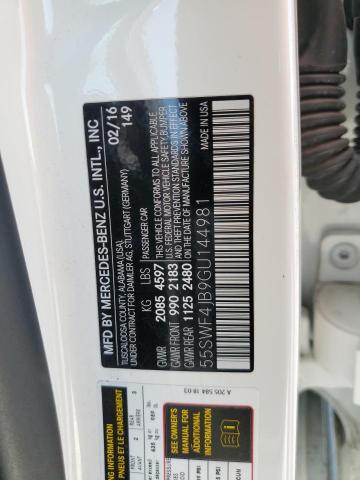 MFD BY MERCEDES-BENZ U.S. INTL., INC
TUSCALOOSA COUNTY, ALABAMA (USA)
UNDER CONTRACT FOR DAIMLER AG, STUTTGART (GERMANY)
02/16
149
KG LBS
GVWR 2085 4597
GAWR FRONT 990 2183
GAWR REAR 1125 2480
PASSENGER CAR
THIS VEHICLE CONFORMS TO ALL APPLICABLE
U.S. FEDERAL MOTOR VEHICLE SAFETY, BUMPER
AND THEFT PREVENTION STANDARDS IN EFFECT
ON THE DATE OF MANUFACTURE SHOWN ABOVE.
55SWF4JB9GU144981
MADE IN USA
A 205 584 18 03
SEE OWNER'S
MANUAL FOR
ADDITIONAL
INFORMATION